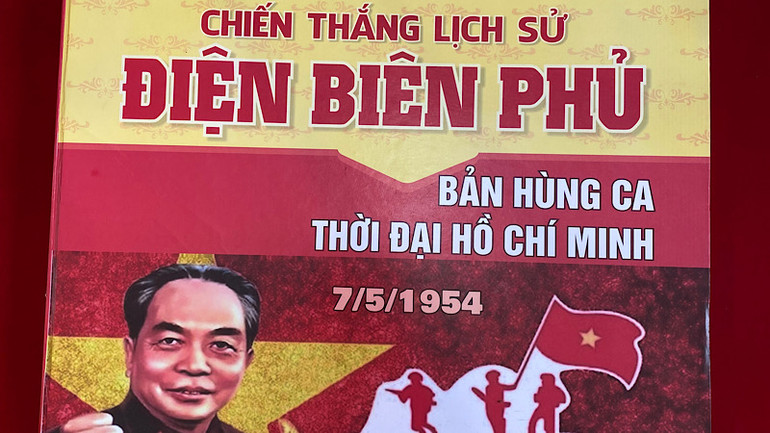 CHIẾN THẮNG LỊCH SỬ
ĐIỆN BIÊN PHỦ
BẢN HÙNG CA
THỜI ĐẠI HỒ CHÍ MINH
7/5/1954